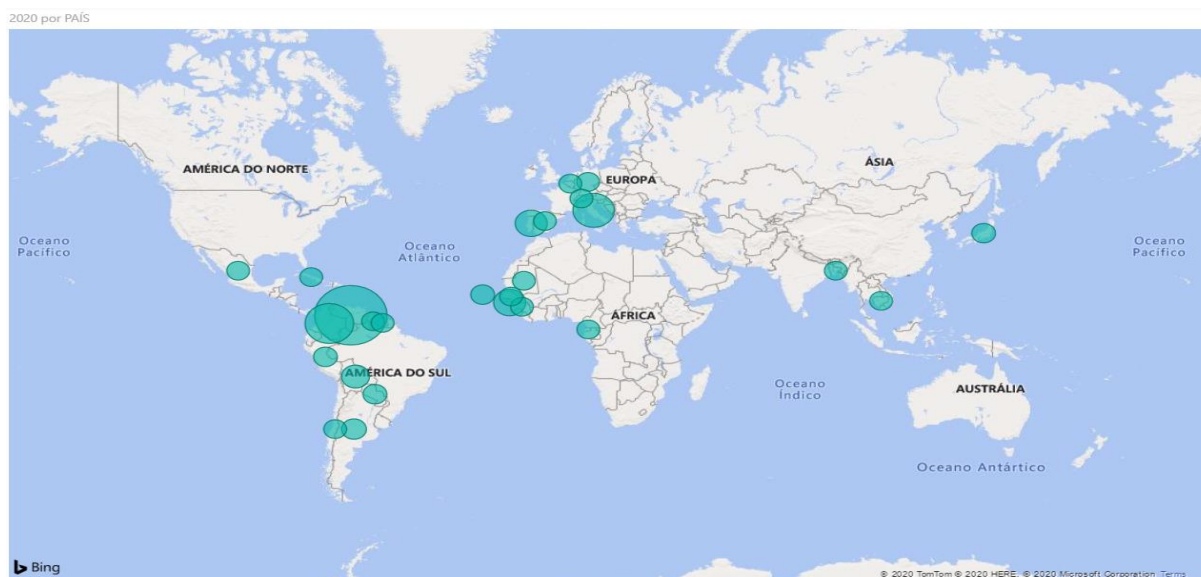 2020 por PAÍS
ÁSIA
AMÉRICA DO NORTE
EUROPA
Oceano
Pacífico
Oceano
Atlântico
Oceano
Pacífico
ÁFRICA
AMÉRICA DO SUL
Oceano
Índico
AUSTRÁLIA
Oceano Antártico
Bing
© 2020 TomTom © 2020 HERE, © 2020 Microsoft Corporation Terms